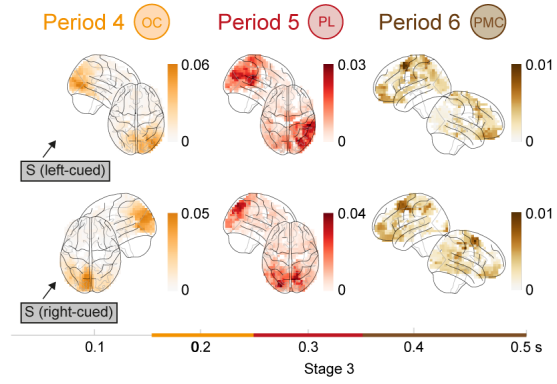 Period 4 OC Period 5 PL Period 6 PMC
0.06 0.03 0.01
0 0 0
S (left-cued)
0.05 0.04 0.01
0 0 0
S (right-cued)
0.1 0.2 0.3 0.4 0.5 s
Stage 3